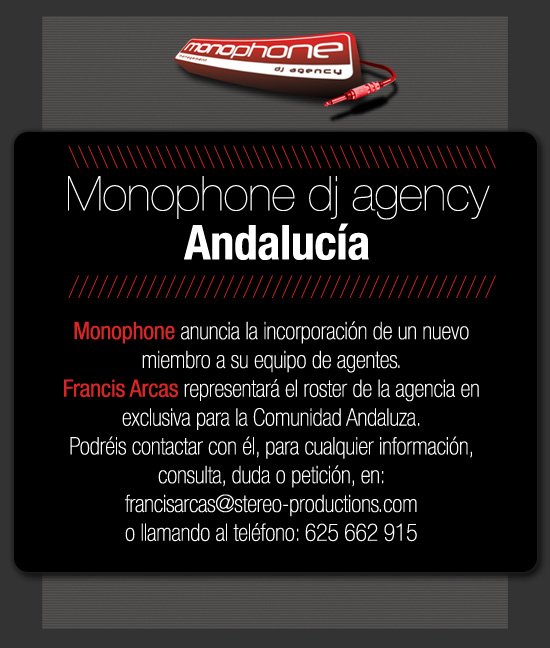 monophone
management
dj agency
Monophone dj agency
Andalucía
Monophone anuncia la incorporación de un nuevo
miembro a su equipo de agentes.
Francis Arcas representará el roster de la agencia en
exclusiva para la Comunidad Andaluza.
Podréis contactar con él, para cualquier información,
consulta, duda o petición, en:
francisarcas@stereo-productions.com
o llamando al teléfono: 625 662 915